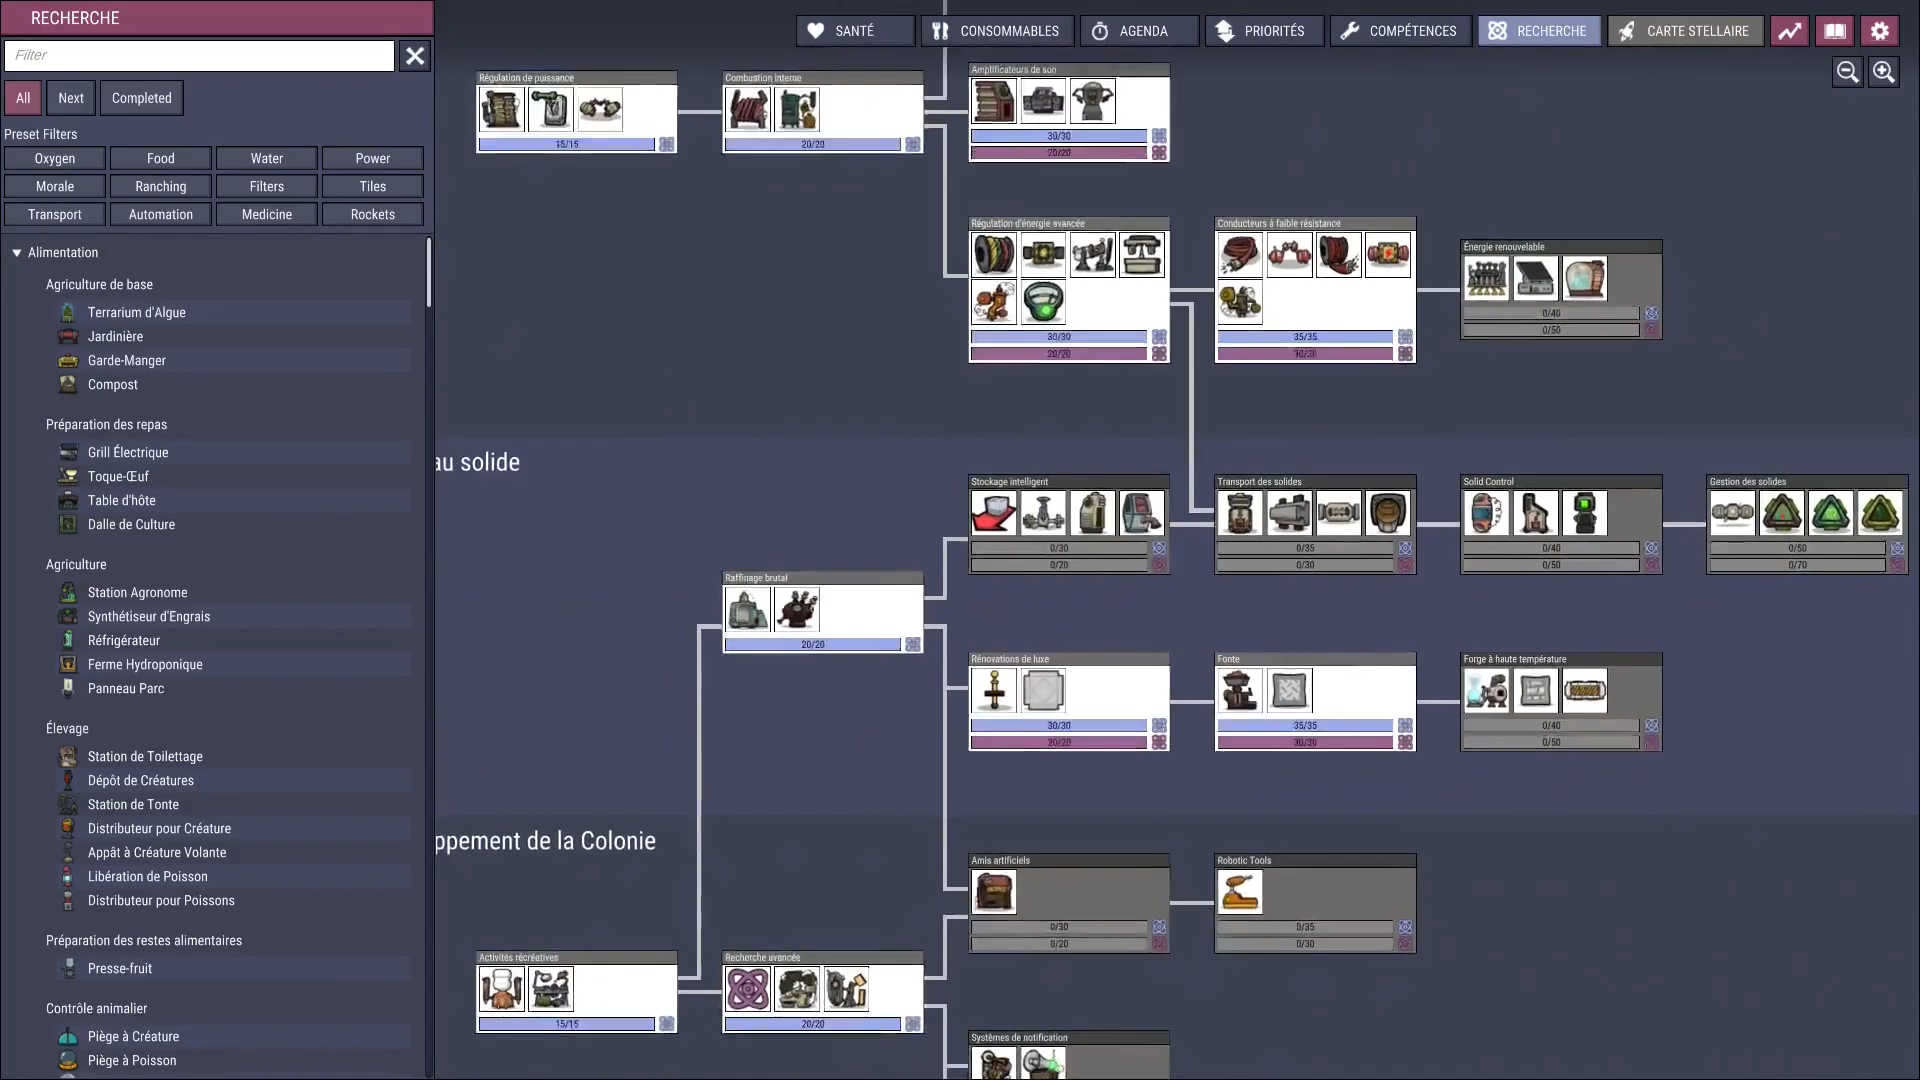 RECHERCHE
SANTÉ
CONSOMMABLES
AGENDA
PRIORITÉS
COMPÉTENCES
RECHERCHE
CARTE STELLAIRE
Filter
All
Next
Completed
Preset Filters
Oxygen
Food
Water
Power
Morale
Ranching
Filters
Tiles
Transport
Automation
Medicine
Rockets
Alimentation
Agriculture de base
Terrarium d'Algue
Jardinière
Garde-Manger
Compost
Préparation des repas
Grill Électrique
Toque-Œuf
Table d'hôte
Dalle de Culture
Agriculture
Station Agronome
Synthétiseur d'Engrais
Réfrigérateur
Ferme Hydroponique
Panneau Parc
Élevage
Station de Toilettage
Dépôt de Créatures
Station de Tonte
Distributeur pour Créature
Appât à Créature Volante
Libération de Poisson
Distributeur pour Poissons
Préparation des restes alimentaires
Presse-fruit
Contrôle animalier
Piège à Créature
Piège à Poisson
Régulation de puissance
15/15
Combustion interne
20/20
Amplificateurs de son
30/30
20/20
Régulation d'énergie avancée
30/30
20/20
Conducteurs à faible résistance
35/35
30/30
Énergie renouvelable
0/40
0/50
au solide
Stockage intelligent
0/30
0/20
Transport des solides
0/35
0/30
Solid Control
0/40
0/50
Gestion des solides
0/50
0/70
Raffinage brutal
20/20
Rénovations de luxe
30/30
20/20
Fonte
35/35
30/30
Forge à haute température
0/40
0/50
ppement de la Colonie
Amis artificiels
0/30
0/20
Robotic Tools
0/35
0/30
Activités récréatives
15/15
Recherche avancée
20/20
Systèmes de notification